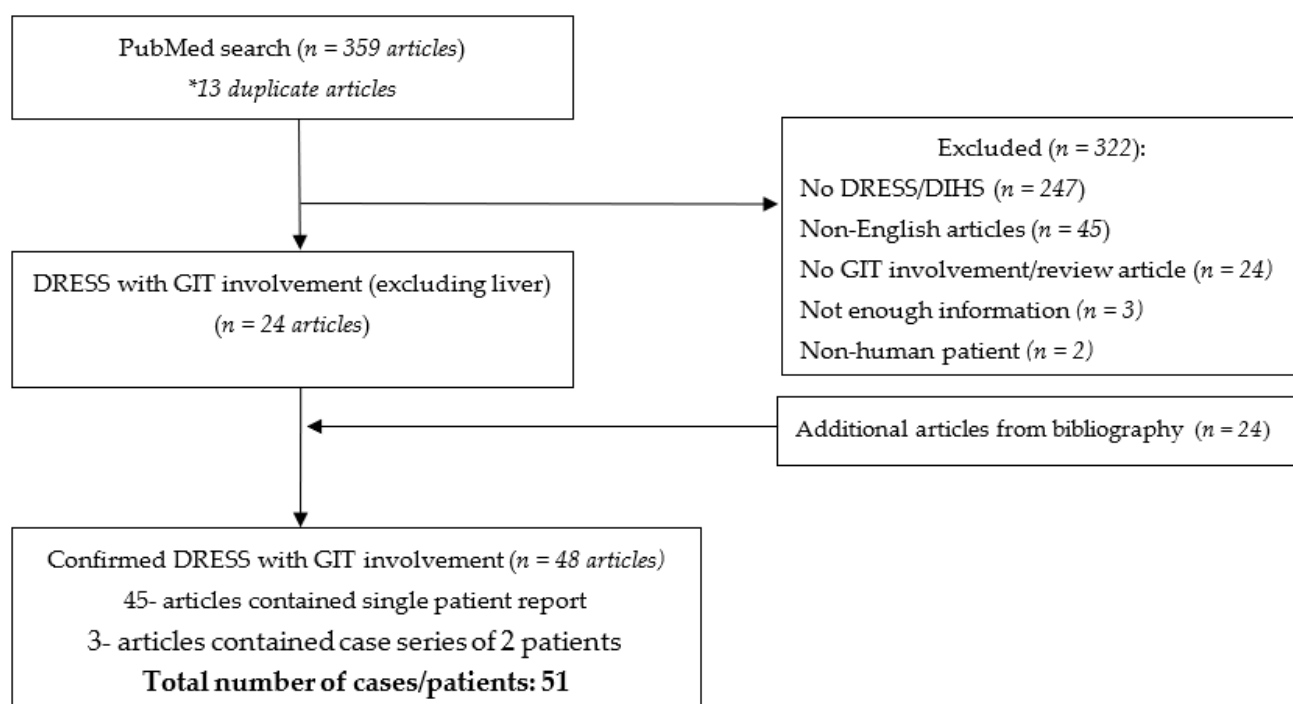 PubMed search (n = 359 articles)
*13 duplicate articles
Excluded (n = 322):
No DRESS/DIHS (n = 247)
Non-English articles (n = 45)
No GIT involvement/review article (n = 24)
Not enough information (n = 3)
Non-human patient (n = 2)
DRESS with GIT involvement (excluding liver)
(n = 24 articles)
Additional articles from bibliography (n = 24)
Confirmed DRESS with GIT involvement (n = 48 articles)
45- articles contained single patient report
3- articles contained case series of 2 patients
Total number of cases/patients: 51